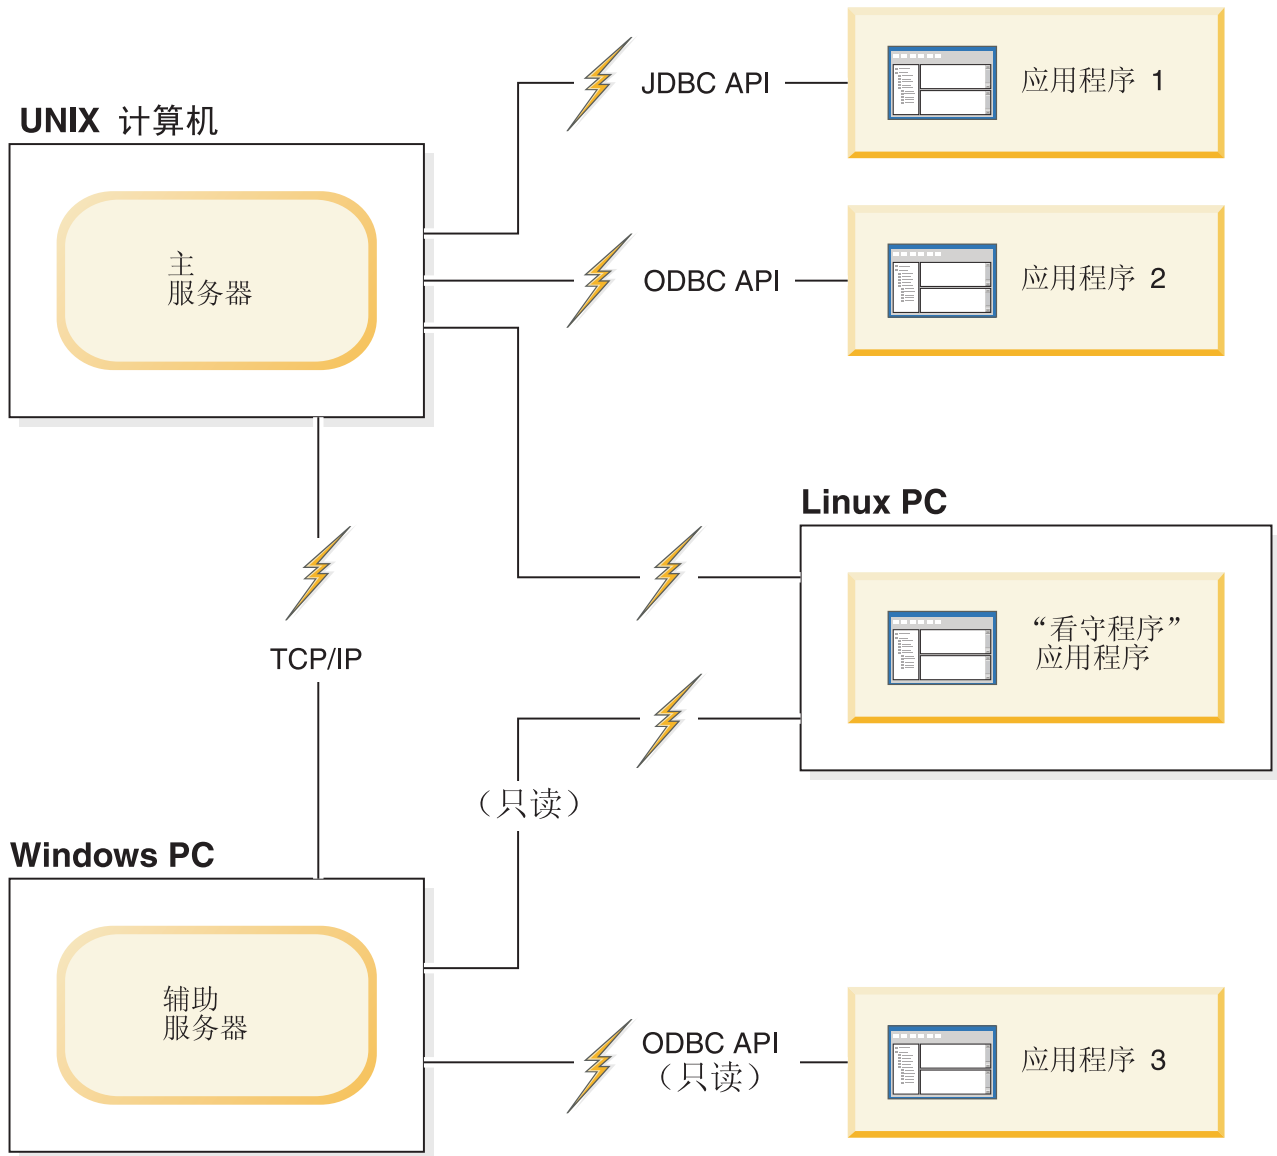 JDBC API
应用程序 1
UNIX 计算机
主
服务器
ODBC API
应用程序 2
Linux PC
“看守程序”
应用程序
TCP/IP
（只读）
Windows PC
辅助
服务器
ODBC API
（只读）
应用程序 3